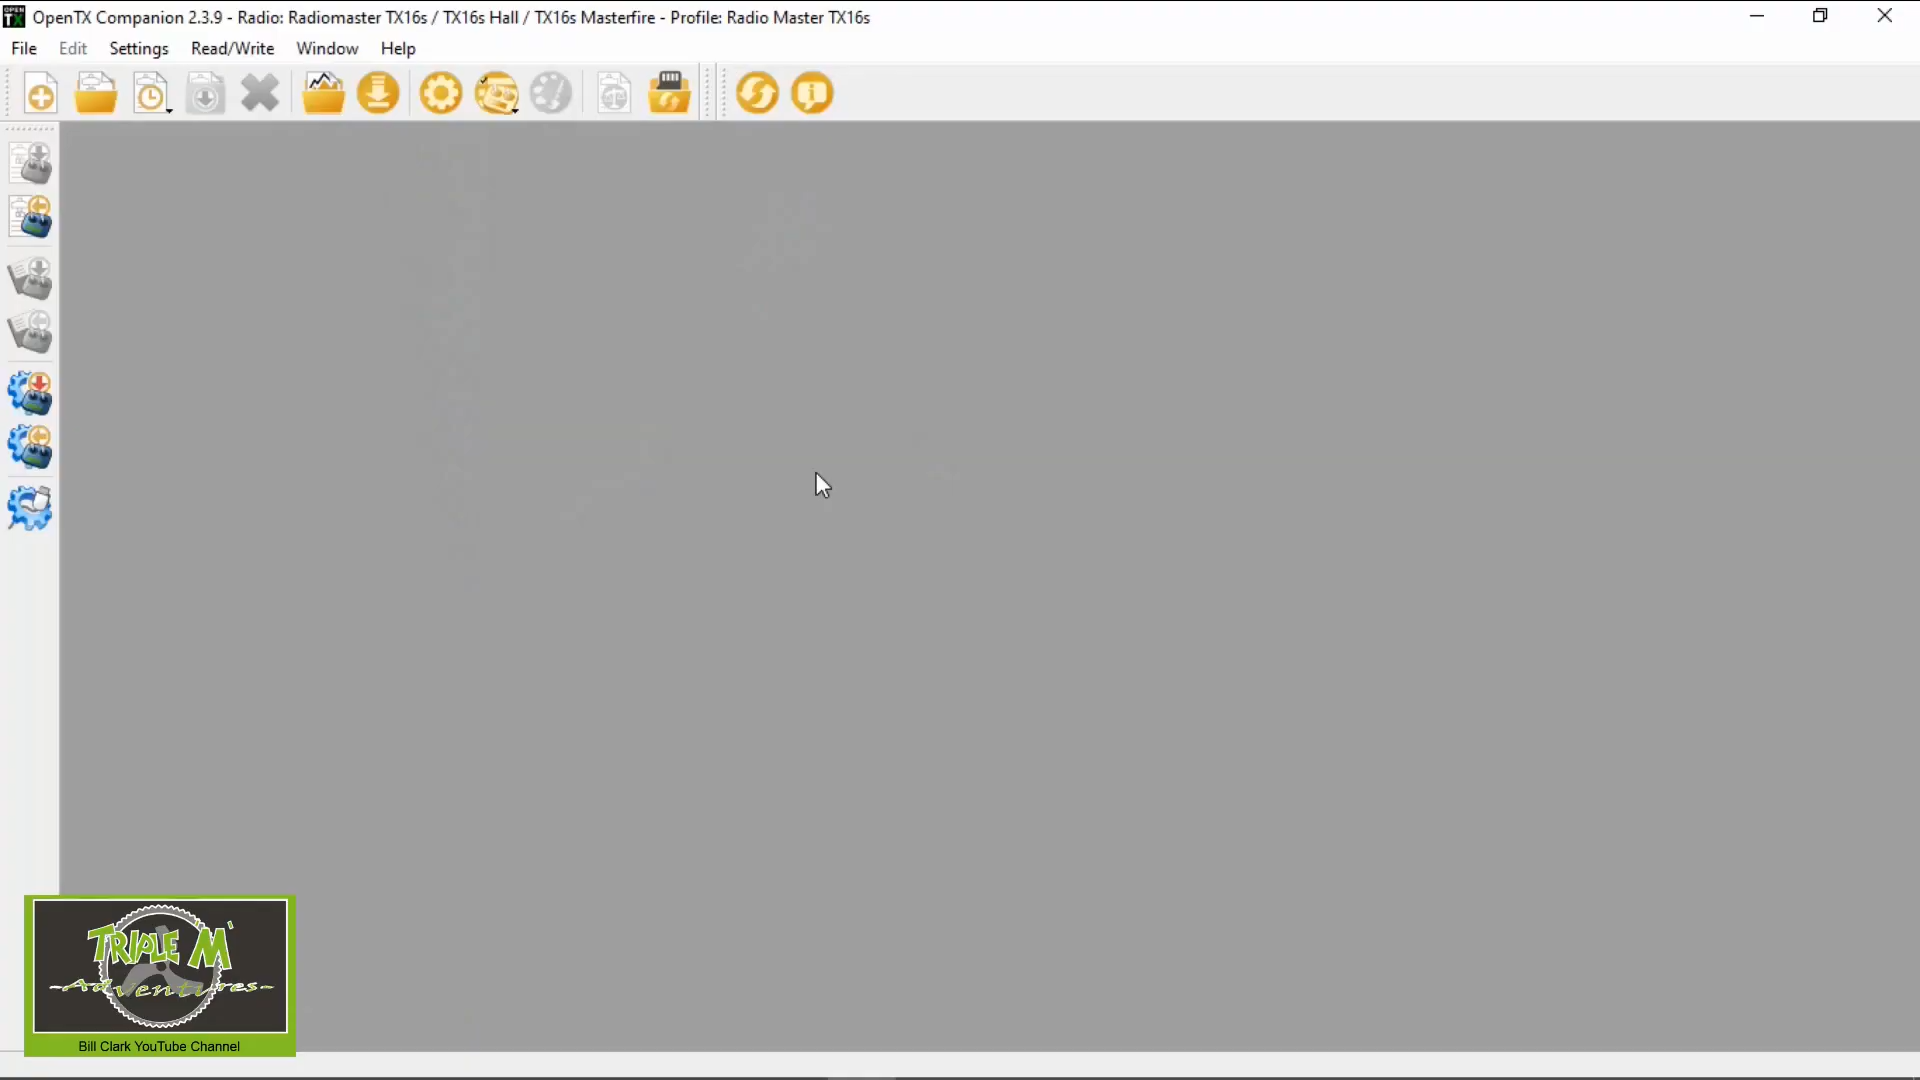 OpenTX Companion 2.3.9 - Radio: Radiomaster TX16s / TX16s Hall / TX16s Masterfire - Profile: Radio Master TX16s
File Edit Settings Read/Write Window Help
TRIPLE M
-Adventures-
Bill Clark YouTube Channel